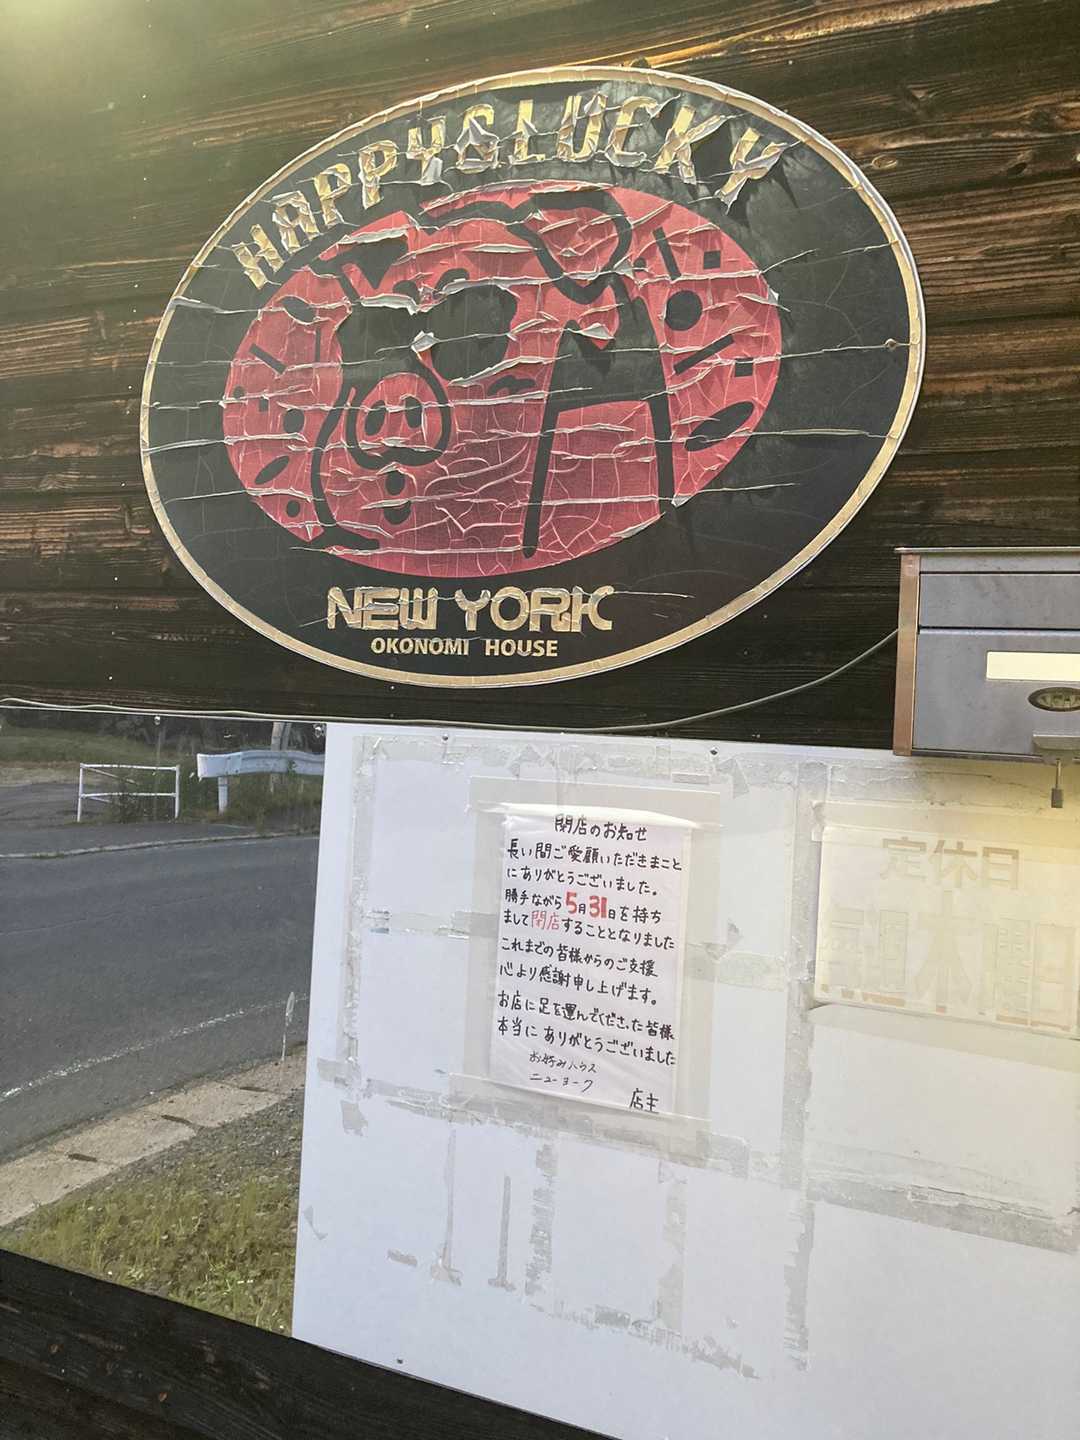 HAPPY&LUCKY
NEW YORK
OKONOMI HOUSE
閉店のお知せ
長い間ご愛顧いただきまこと
にありがとうございました。
勝手ながら5月31日を持ち
まして閉店することとなりました
これまでの皆様からのご支援
心より感謝申し上げます。
お店に足を運んでくださった皆様
本当にありがとうございました
お好みハウス
ニューヨーク
店主
定休日